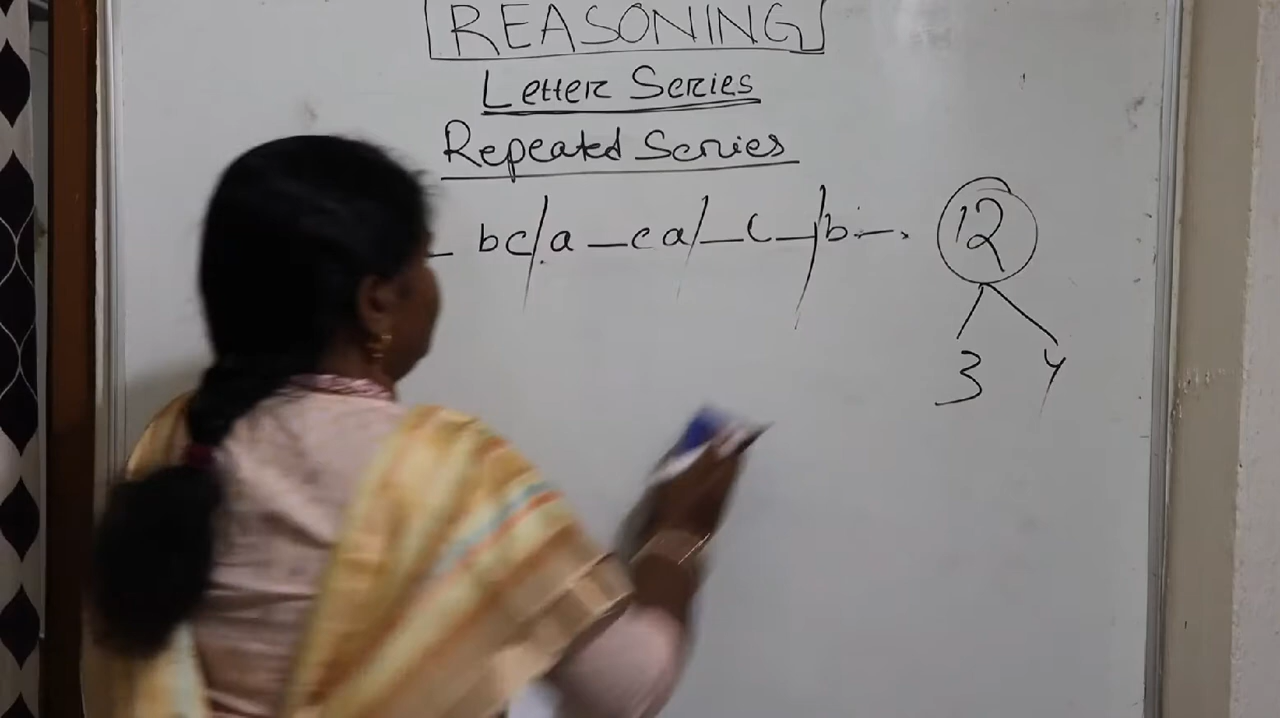 REASONING
Letter Series
Repeated Series
_ bc/a _ c a/_ c _/b _. 12
3 4